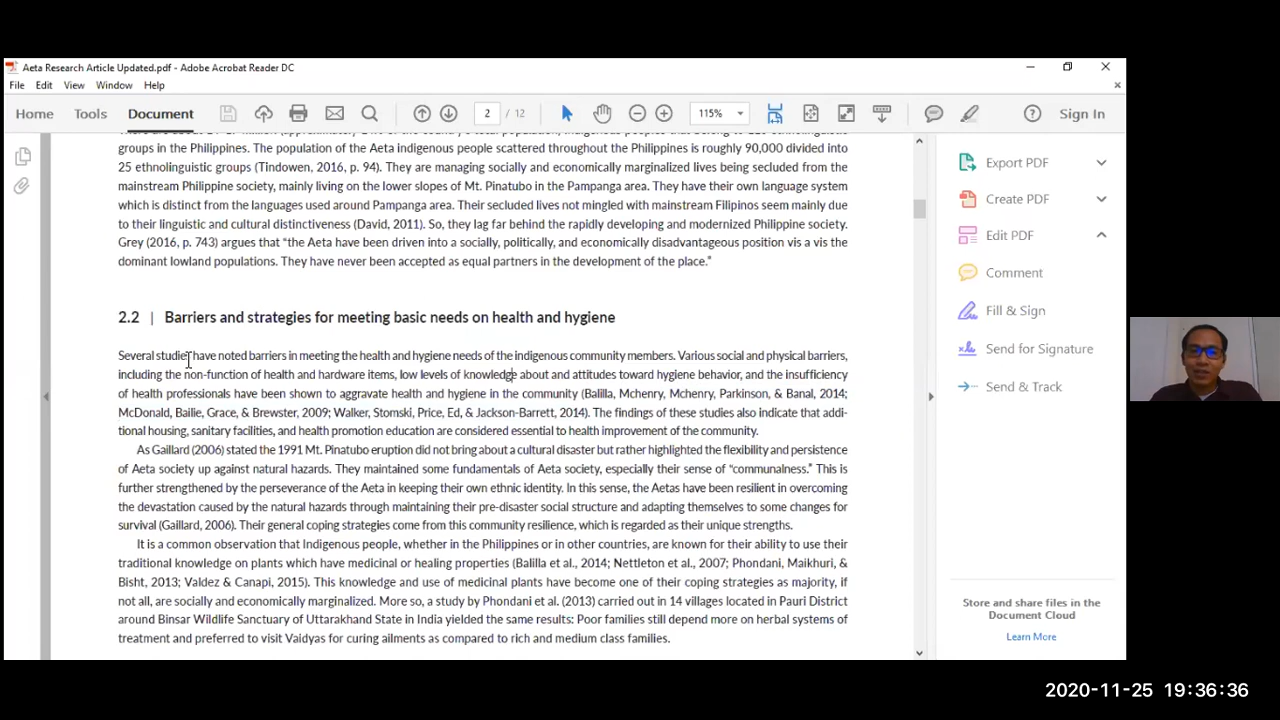 Aeta Research Article Updated.pdf - Adobe Acrobat Reader DC
File Edit View Window Help
Home Tools Document 2 / 12 115% Sign In
groups in the Philippines. The population of the Aeta indigenous people scattered throughout the Philippines is roughly 90,000 divided into
25 ethnolinguistic groups (Tindowen, 2016, p. 94). They are managing socially and economically marginalized lives being secluded from the
mainstream Philippine society, mainly living on the lower slopes of Mt. Pinatubo in the Pampanga area. They have their own language system
which is distinct from the languages used around Pampanga area. Their secluded lives not mingled with mainstream Filipinos seem mainly due
to their linguistic and cultural distinctiveness (David, 2011). So, they lag far behind the rapidly developing and modernized Philippine society.
Grey (2016, p. 743) argues that “the Aeta have been driven into a socially, politically, and economically disadvantageous position vis a vis the
dominant lowland populations. They have never been accepted as equal partners in the development of the place.”
2.2 | Barriers and strategies for meeting basic needs on health and hygiene
Several studies have noted barriers in meeting the health and hygiene needs of the indigenous community members. Various social and physical barriers,
including the non-function of health and hardware items, low levels of knowledge about and attitudes toward hygiene behavior, and the insufficiency
of health professionals have been shown to aggravate health and hygiene in the community (Balilla, Mchenry, Mchenry, Parkinson, & Banal, 2014;
McDonald, Bailie, Grace, & Brewster, 2009; Walker, Stomski, Price, Ed, & Jackson-Barrett, 2014). The findings of these studies also indicate that addi-
tional housing, sanitary facilities, and health promotion education are considered essential to health improvement of the community.
As Gaillard (2006) stated the 1991 Mt. Pinatubo eruption did not bring about a cultural disaster but rather highlighted the flexibility and persistence
of Aeta society up against natural hazards. They maintained some fundamentals of Aeta society, especially their sense of “communalness.” This is
further strengthened by the perseverance of the Aeta in keeping their own ethnic identity. In this sense, the Aetas have been resilient in overcoming
the devastation caused by the natural hazards through maintaining their pre-disaster social structure and adapting themselves to some changes for
survival (Gaillard, 2006). Their general coping strategies come from this community resilience, which is regarded as their unique strengths.
It is a common observation that Indigenous people, whether in the Philippines or in other countries, are known for their ability to use their
traditional knowledge on plants which have medicinal or healing properties (Balilla et al., 2014; Nettleton et al., 2007; Phondani, Maikhuri, &
Bisht, 2013; Valdez & Canapi, 2015). This knowledge and use of medicinal plants have become one of their coping strategies as majority, if
not all, are socially and economically marginalized. More so, a study by Phondani et al. (2013) carried out in 14 villages located in Pauri District
around Binsar Wildlife Sanctuary of Uttarakhand State in India yielded the same results: Poor families still depend more on herbal systems of
treatment and preferred to visit Vaidyas for curing ailments as compared to rich and medium class families.
Export PDF
Create PDF
Edit PDF
Comment
Fill & Sign
Send for Signature
Send & Track
Store and share files in the
Document Cloud
Learn More
2020-11-25 19:36:36